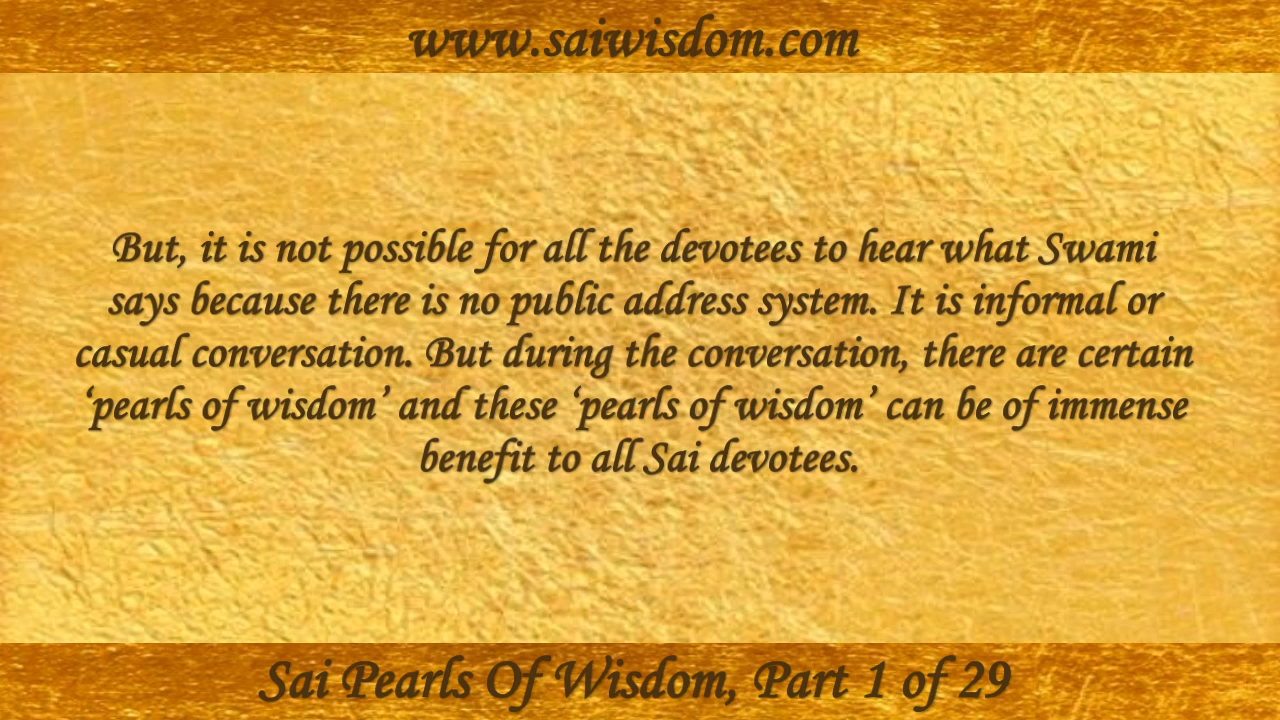 www.saiwisdom.com
But, it is not possible for all the devotees to hear what Swami
says because there is no public address system. It is informal or
casual conversation. But during the conversation, there are certain
‘pearls of wisdom’ and these ‘pearls of wisdom’ can be of immense
benefit to all Sai devotees.
Sai Pearls Of Wisdom, Part 1 of 29